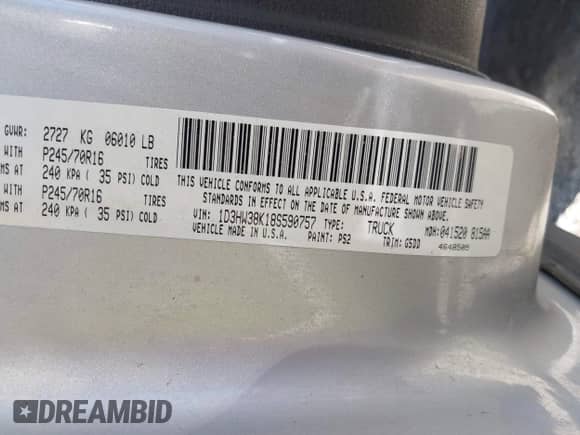 GVWR: 2727 KG 06010 LB
WITH P245/70R16 TIRES
MS AT 240 KPA ( 35 PSI) COLD
WITH P245/70R16 TIRES
MS AT 240 KPA ( 35 PSI) COLD
THIS VEHICLE CONFORMS TO ALL APPLICABLE U.S.A. FEDERAL MOTOR VEHICLE SAFETY
STANDARDS IN EFFECT ON THE DATE OF MANUFACTURE SHOWN ABOVE.
VIN: 1D3HW38K18S590757 TYPE: TRUCK MDH: 041520 815AA
VEHICLE MADE IN U.S.A. PAINT: PS2 TRIM: G5DD 4648509
DREAMBID